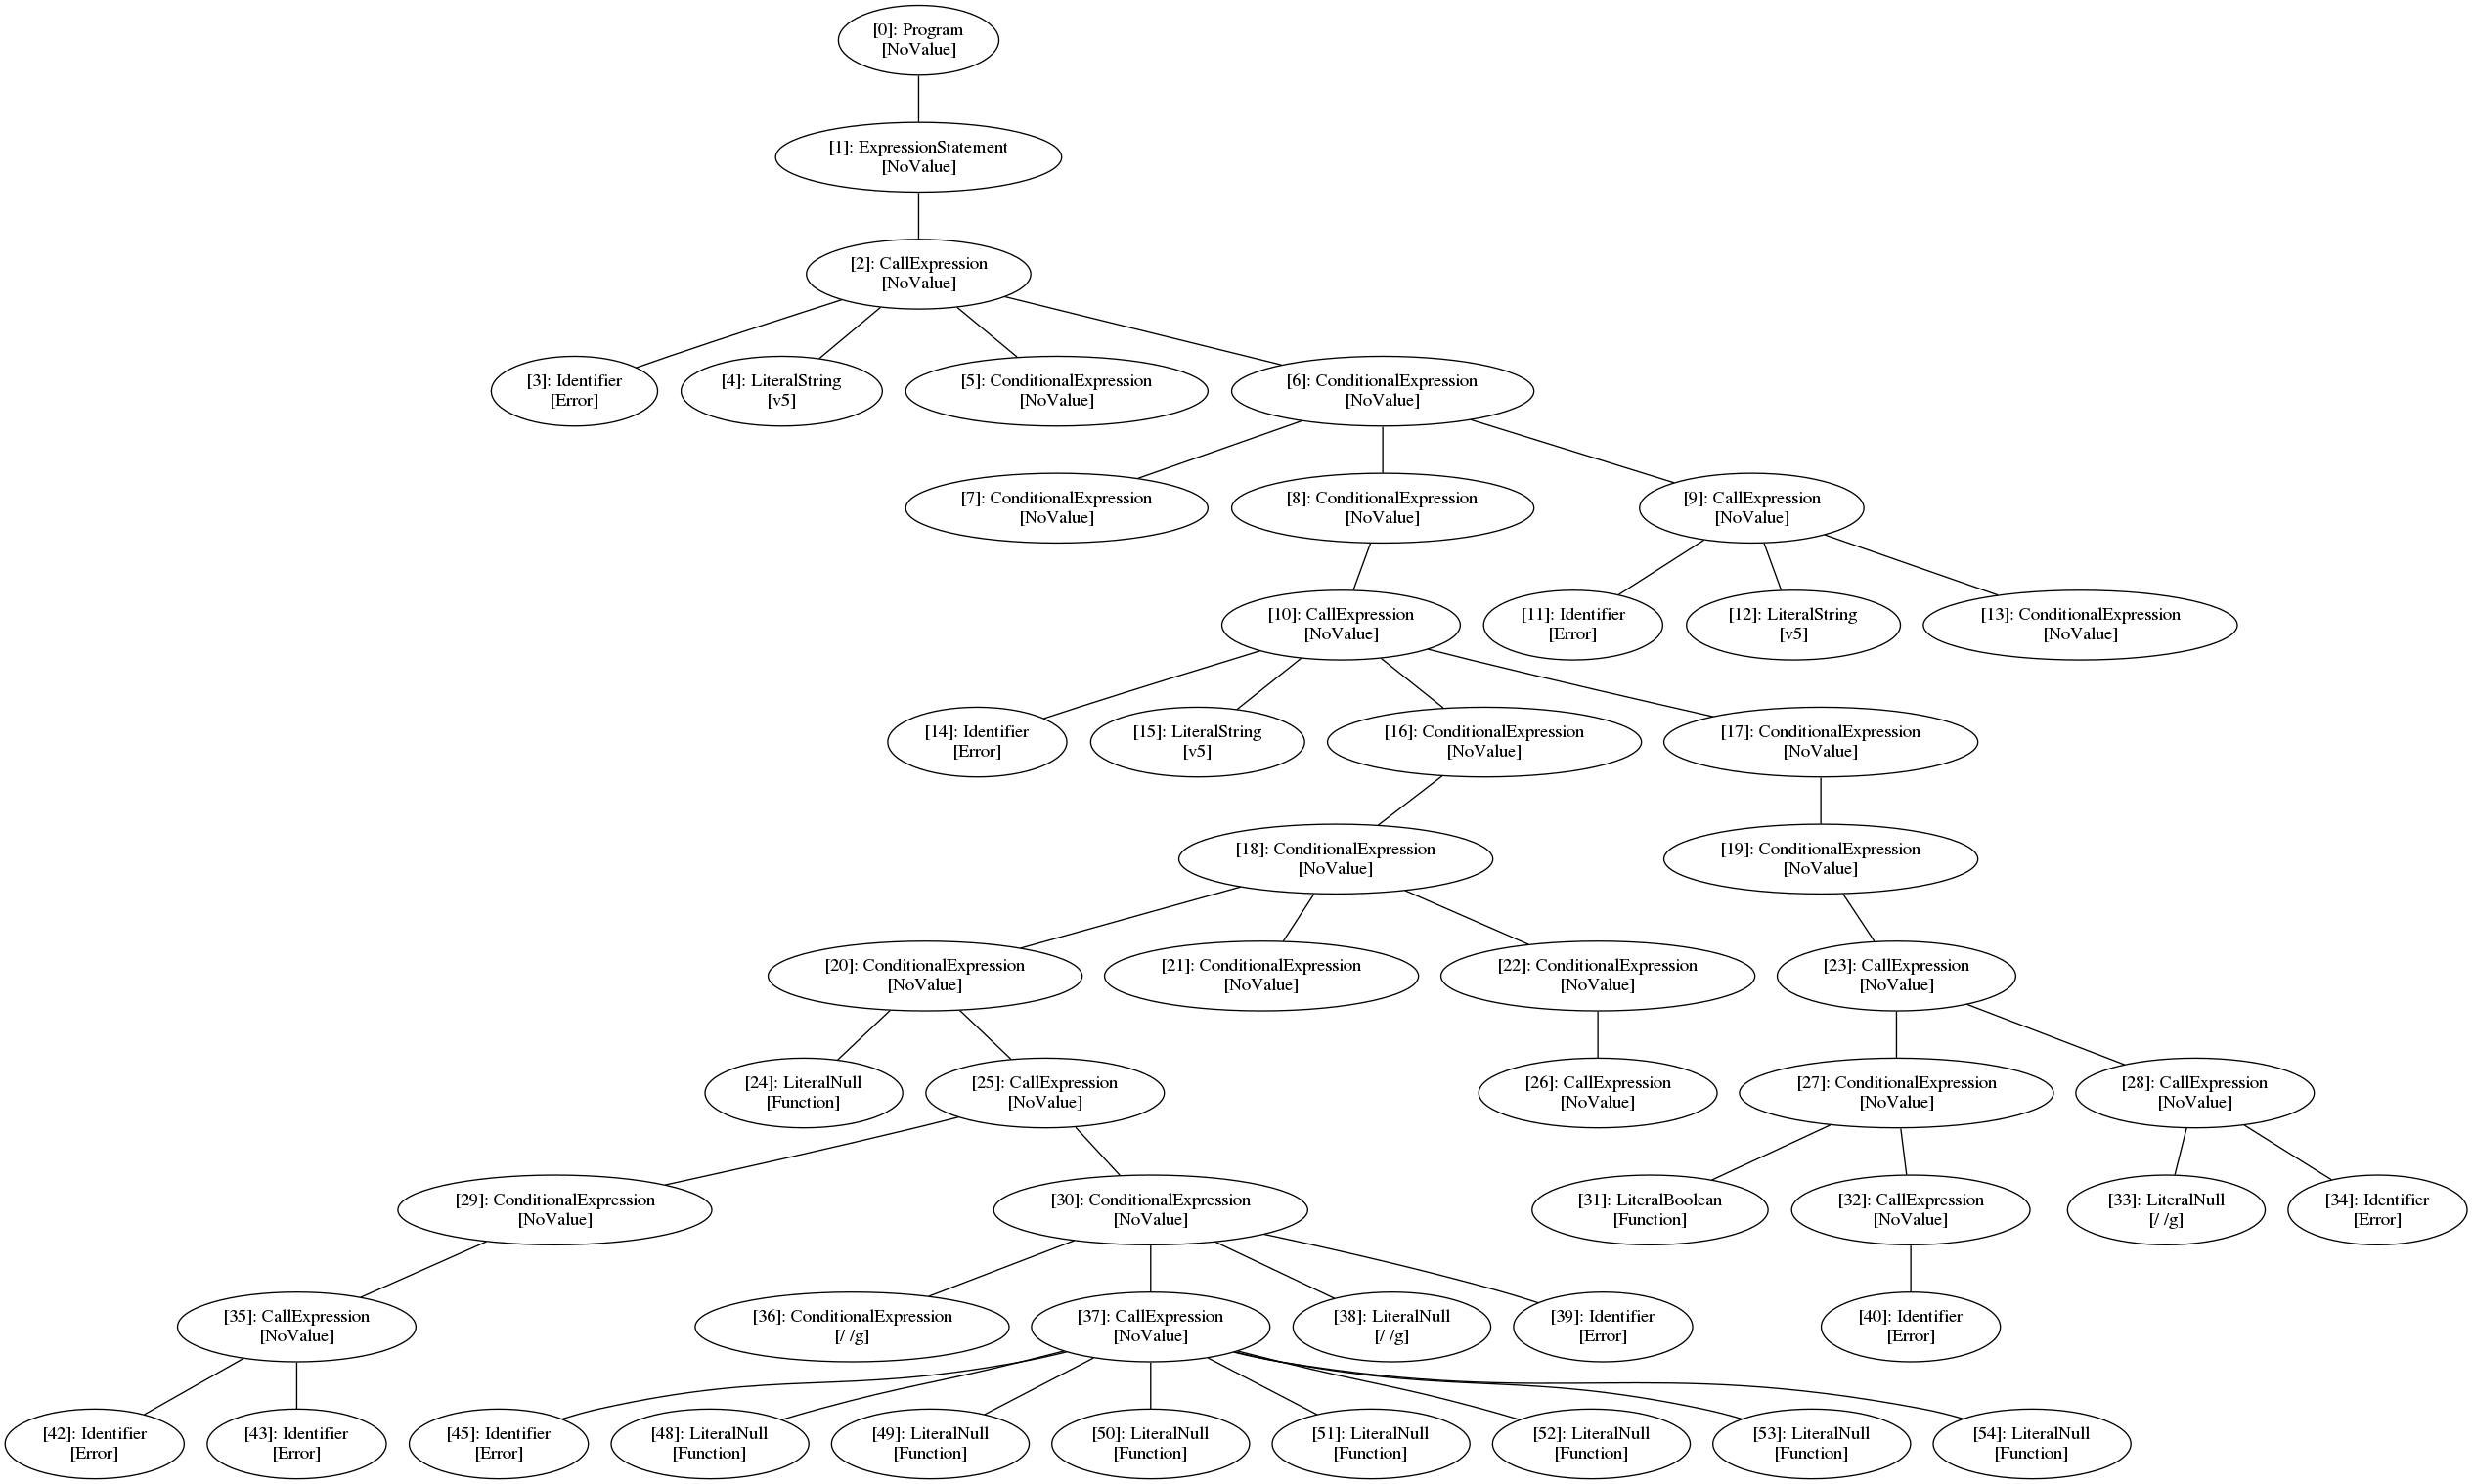 [0]: Program
[NoValue]
[1]: ExpressionStatement
[NoValue]
[2]: CallExpression
[NoValue]
[3]: Identifier
[Error]
[4]: LiteralString
[v5]
[5]: ConditionalExpression
[NoValue]
[6]: ConditionalExpression
[NoValue]
[7]: ConditionalExpression
[NoValue]
[8]: ConditionalExpression
[NoValue]
[9]: CallExpression
[NoValue]
[10]: CallExpression
[NoValue]
[11]: Identifier
[Error]
[12]: LiteralString
[v5]
[13]: ConditionalExpression
[NoValue]
[14]: Identifier
[Error]
[15]: LiteralString
[v5]
[16]: ConditionalExpression
[NoValue]
[17]: ConditionalExpression
[NoValue]
[18]: ConditionalExpression
[NoValue]
[19]: ConditionalExpression
[NoValue]
[20]: ConditionalExpression
[NoValue]
[21]: ConditionalExpression
[NoValue]
[22]: ConditionalExpression
[NoValue]
[23]: CallExpression
[NoValue]
[24]: LiteralNull
[Function]
[25]: CallExpression
[NoValue]
[26]: CallExpression
[NoValue]
[27]: ConditionalExpression
[NoValue]
[28]: CallExpression
[NoValue]
[29]: ConditionalExpression
[NoValue]
[30]: ConditionalExpression
[NoValue]
[31]: LiteralBoolean
[Function]
[32]: CallExpression
[NoValue]
[33]: LiteralNull
[/ /g]
[34]: Identifier
[Error]
[35]: CallExpression
[NoValue]
[36]: ConditionalExpression
[/ /g]
[37]: CallExpression
[NoValue]
[38]: LiteralNull
[/ /g]
[39]: Identifier
[Error]
[40]: Identifier
[Error]
[42]: Identifier
[Error]
[43]: Identifier
[Error]
[45]: Identifier
[Error]
[48]: LiteralNull
[Function]
[49]: LiteralNull
[Function]
[50]: LiteralNull
[Function]
[51]: LiteralNull
[Function]
[52]: LiteralNull
[Function]
[53]: LiteralNull
[Function]
[54]: LiteralNull
[Function]